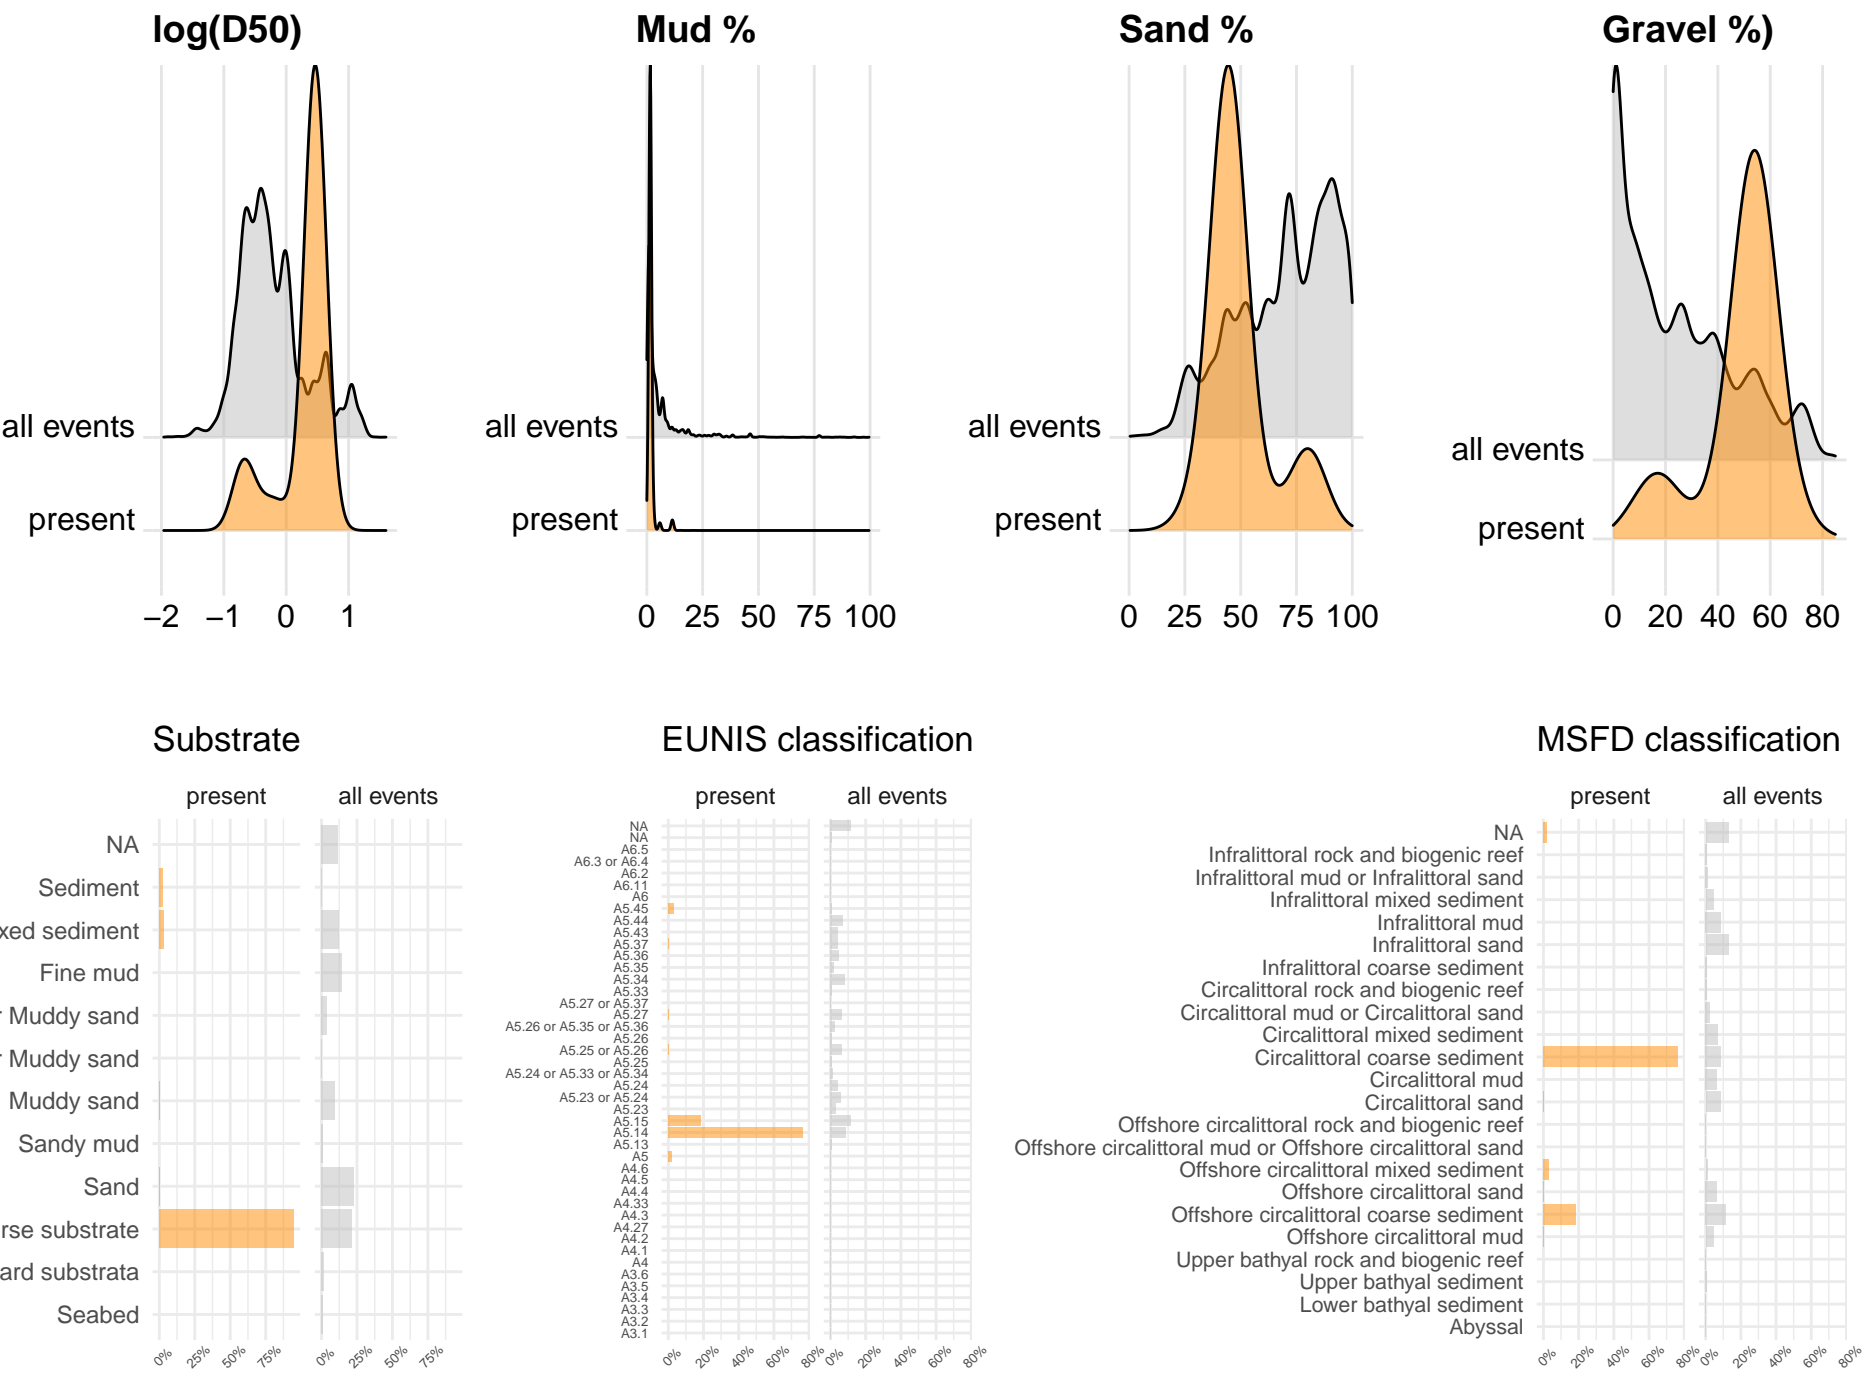 log(D50)
Mud %
Sand %
Gravel %)
all events
present
−2 −1 0 1
all events
present
0 25 50 75 100
all events
present
0 25 50 75 100
all events
present
0 20 40 60 80
Substrate
present all events
NA
Sediment
xed sediment
Fine mud
r Muddy sand
r Muddy sand
Muddy sand
Sandy mud
Sand
rse substrate
ard substrata
Seabed
0% 25% 50% 75% 0% 25% 50% 75%
EUNIS classification
present all events
NA
NA
A6.5
A6.3 or A6.4
A6.2
A6.11
A6
A5.45
A5.44
A5.43
A5.37
A5.36
A5.35
A5.34
A5.33
A5.27 or A5.37
A5.27
A5.26 or A5.35 or A5.36
A5.26
A5.25 or A5.26
A5.25
A5.24 or A5.33 or A5.34
A5.24
A5.23 or A5.24
A5.23
A5.15
A5.14
A5.13
A5
A4.6
A4.5
A4.4
A4.33
A4.3
A4.27
A4.2
A4.1
A4
A3.6
A3.5
A3.4
A3.3
A3.2
A3.1
0% 20% 40% 60% 80% 0% 20% 40% 60% 80%
MSFD classification
present all events
NA
Infralittoral rock and biogenic reef
Infralittoral mud or Infralittoral sand
Infralittoral mixed sediment
Infralittoral mud
Infralittoral sand
Infralittoral coarse sediment
Circalittoral rock and biogenic reef
Circalittoral mud or Circalittoral sand
Circalittoral mixed sediment
Circalittoral coarse sediment
Circalittoral mud
Circalittoral sand
Offshore circalittoral rock and biogenic reef
Offshore circalittoral mud or Offshore circalittoral sand
Offshore circalittoral mixed sediment
Offshore circalittoral sand
Offshore circalittoral coarse sediment
Offshore circalittoral mud
Upper bathyal rock and biogenic reef
Upper bathyal sediment
Lower bathyal sediment
Abyssal
0% 20% 40% 60% 80% 0% 20% 40% 60% 80%